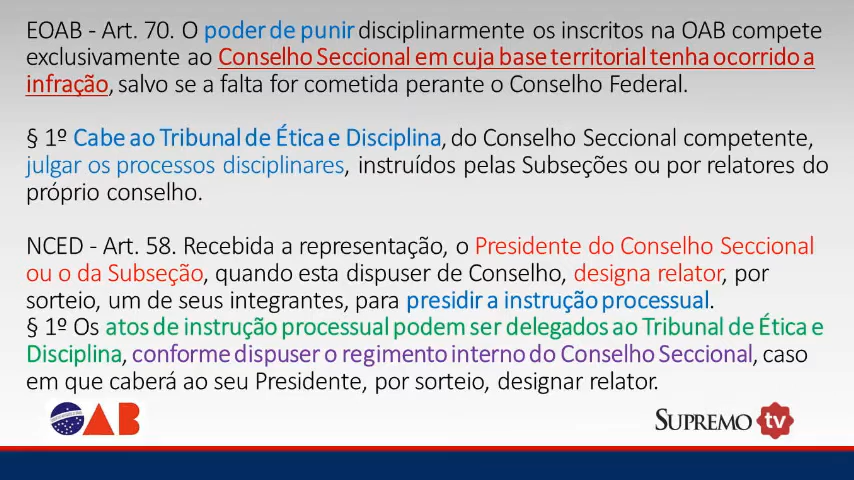 EOAB - Art. 70. O poder de punir disciplinarmente os inscritos na OAB compete
exclusivamente ao Conselho Seccional em cuja base territorial tenha ocorrido a
infração, salvo se a falta for cometida perante o Conselho Federal.
§ 1º Cabe ao Tribunal de Ética e Disciplina, do Conselho Seccional competente,
julgar os processos disciplinares, instruídos pelas Subseções ou por relatores do
próprio conselho.
NCED - Art. 58. Recebida a representação, o Presidente do Conselho Seccional
ou o da Subseção, quando esta dispuser de Conselho, designa relator, por
sorteio, um de seus integrantes, para presidir a instrução processual.
§ 1º Os atos de instrução processual podem ser delegados ao Tribunal de Ética e
Disciplina, conforme dispuser o regimento interno do Conselho Seccional, caso
em que caberá ao seu Presidente, por sorteio, designar relator.
OAB
SUPREMO tv